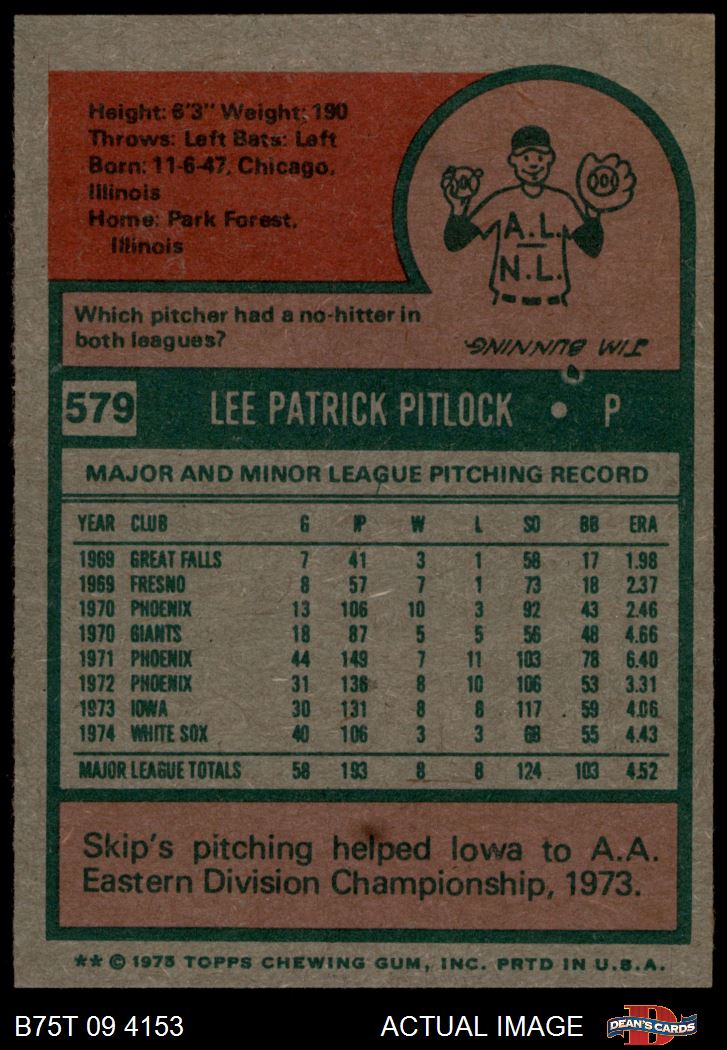 Height: 6'3" Weight: 190
Throws: Left Bats: Left
Born: 11-6-47, Chicago,
Illinois
Home: Park Forest,
Illinois
A.L.
N.L.
Which pitcher had a no-hitter in
both leagues?
JIM BUNNING
579 LEE PATRICK PITLOCK • P
MAJOR AND MINOR LEAGUE PITCHING RECORD
YEAR CLUB G IP W L SO BB ERA
1969 GREAT FALLS 7 41 3 1 58 17 1.98
1969 FRESNO 8 57 7 1 73 18 2.37
1970 PHOENIX 13 106 10 3 92 43 2.46
1970 GIANTS 18 87 5 5 56 48 4.66
1971 PHOENIX 44 149 7 11 103 78 6.40
1972 PHOENIX 31 136 8 10 106 53 3.31
1973 IOWA 30 131 8 8 117 59 4.06
1974 WHITE SOX 40 106 3 3 68 55 4.43
MAJOR LEAGUE TOTALS 58 193 8 8 124 103 4.52
Skip's pitching helped Iowa to A.A.
Eastern Division Championship, 1973.
** © 1975 TOPPS CHEWING GUM, INC. PRTD IN U.S.A.
B75T 09 4153 ACTUAL IMAGE DEAN'S CARDS